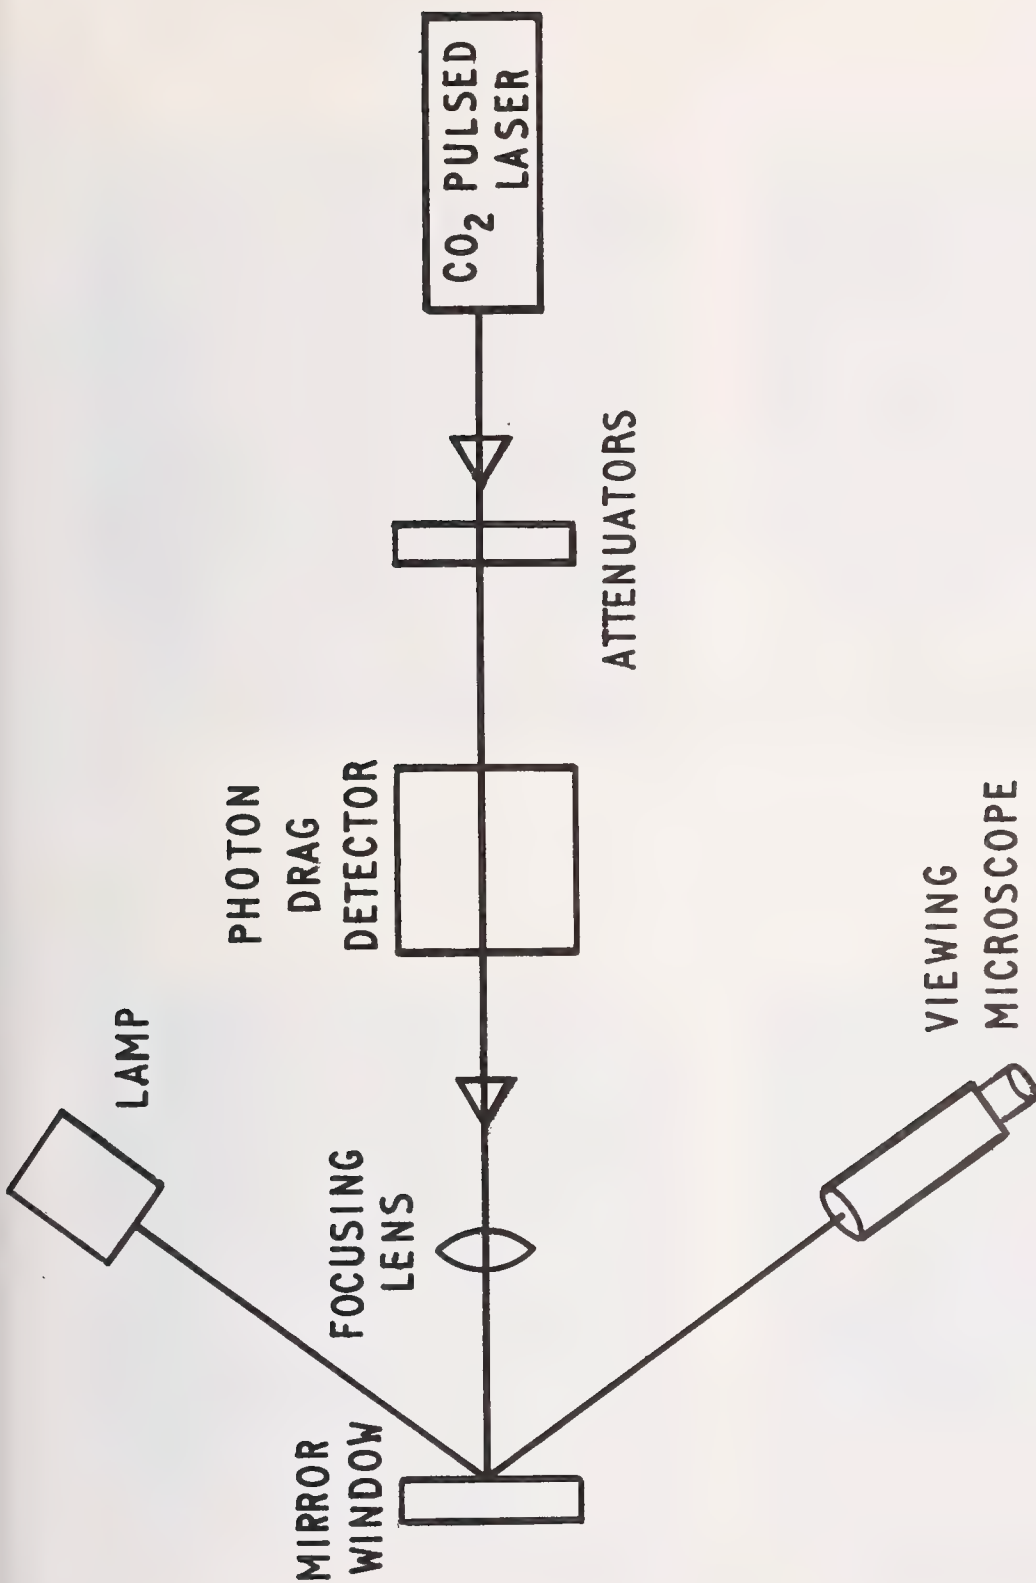 MIRROR
WINDOW
FOCUSING
LENS
LAMP
PHOTON
DRAG
DETECTOR
VIEWING
MICROSCOPE
ATTENUATORS
CO₂ PULSED
LASER